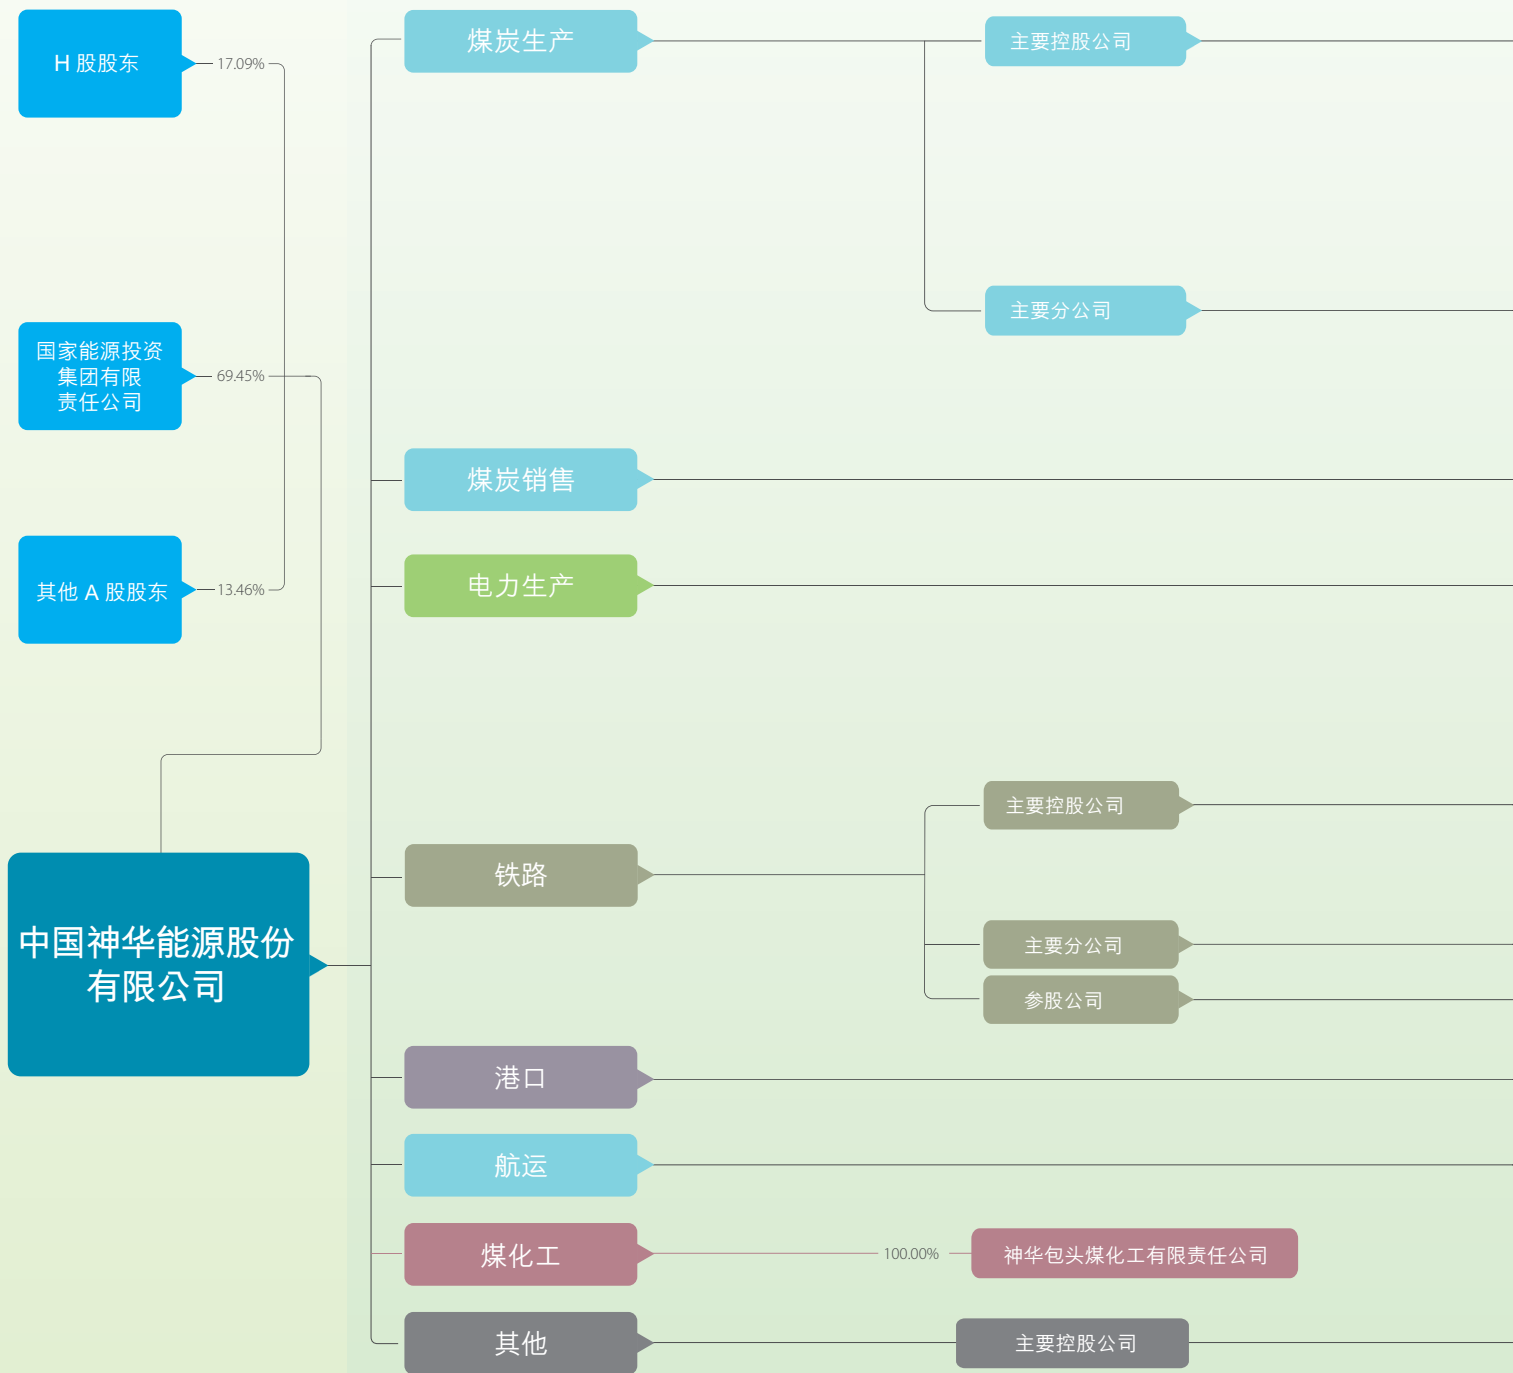 H 股股东
17.09%
国家能源投资
集团有限
责任公司
69.45%
其他 A 股股东
13.46%
中国神华能源股份
有限公司
煤炭生产
主要控股公司
主要分公司
煤炭销售
电力生产
铁路
主要控股公司
主要分公司
参股公司
港口
航运
煤化工
100.00%
神华包头煤化工有限责任公司
其他
主要控股公司